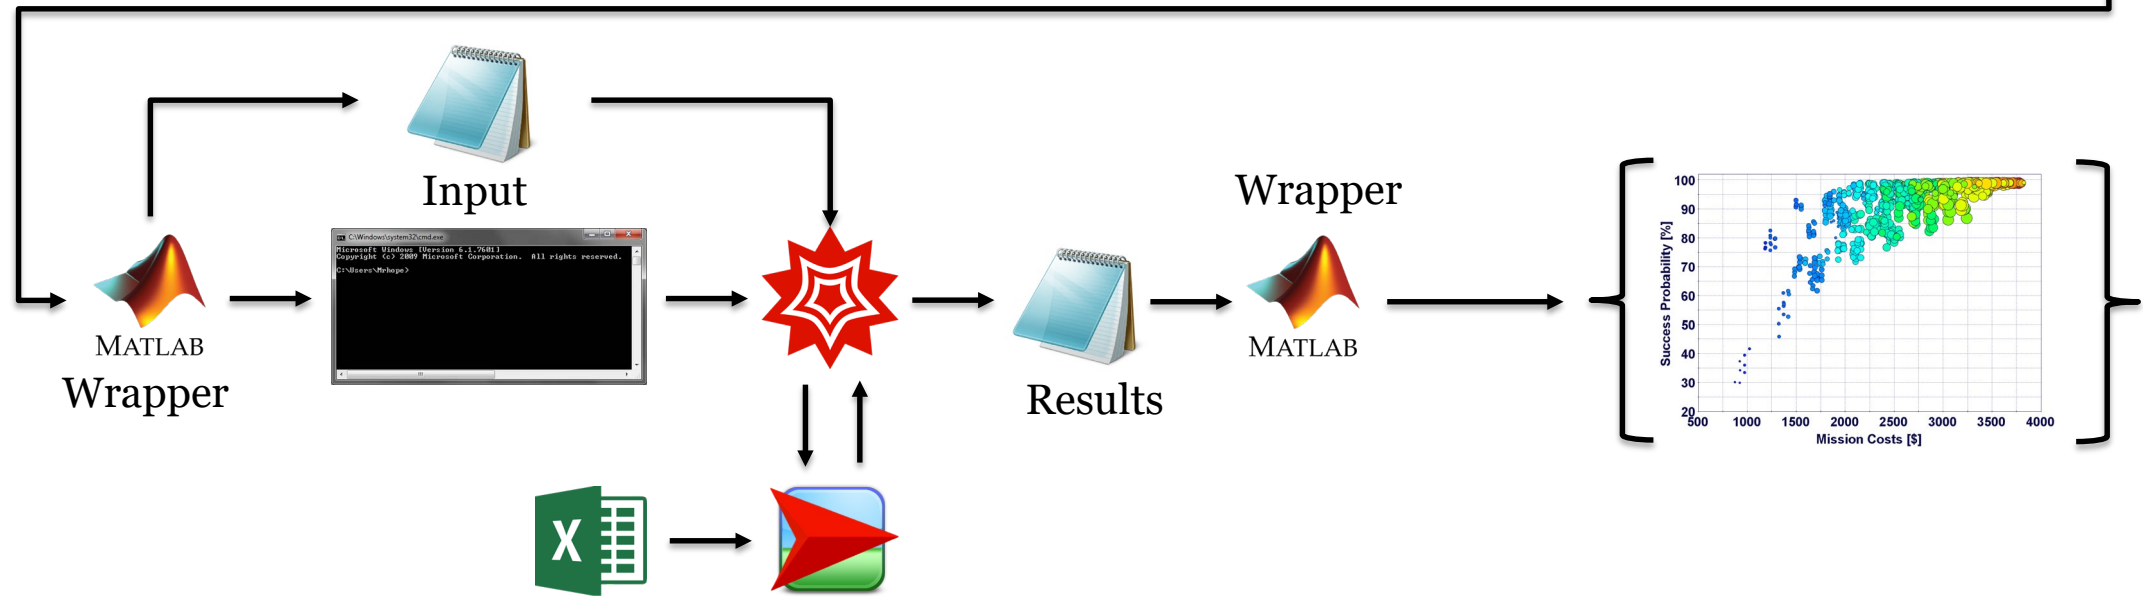 Input
Wrapper
C:\Windows\system32\cmd.exe
Microsoft Windows [Version 6.1.7601]
Copyright (c) 2009 Microsoft Corporation.  All rights reserved.
C:\Users\Mrhope>
MATLAB
Wrapper
MATLAB
Results
X
Success Probability [%]
100
90
80
70
60
50
40
30
20
500 1000 1500 2000 2500 3000 3500 4000
Mission Costs [$]